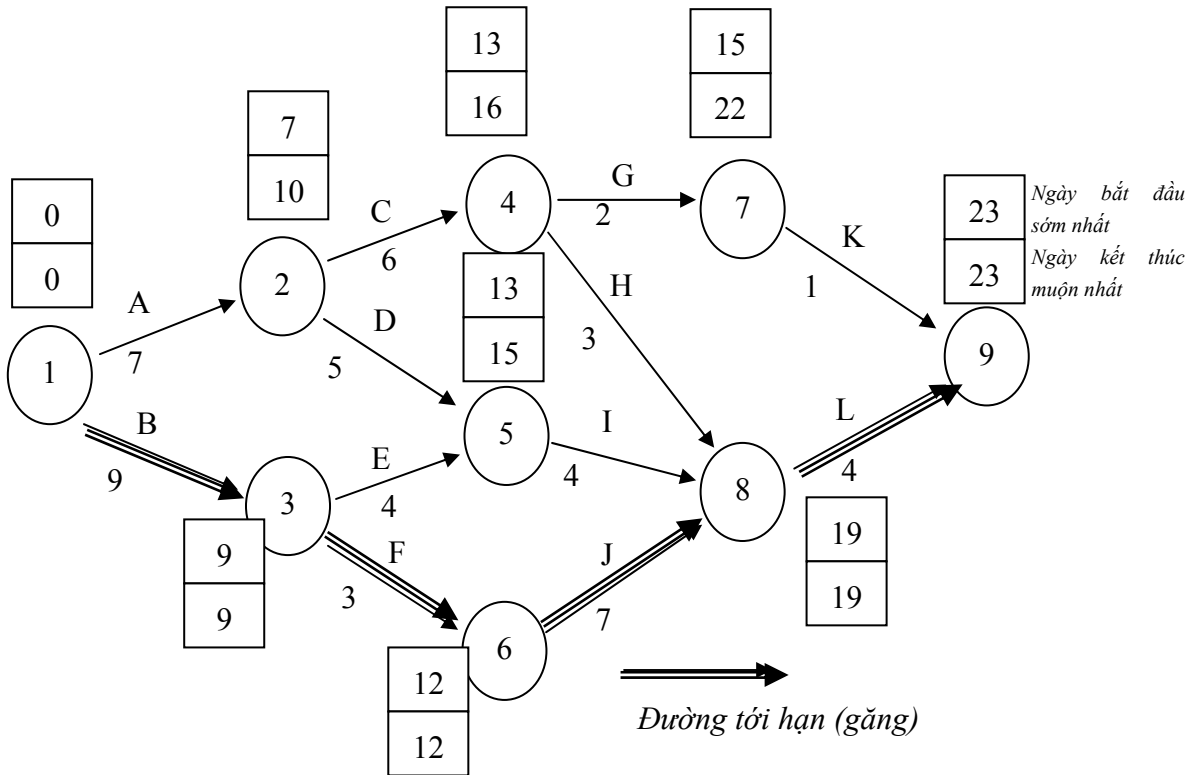 13
16
15
22
7
10
0
0
23
23
Ngày bắt đầu
sớm nhất
Ngày kết thúc
muộn nhất
C
6
4
G
2
7
K
1
A
7
2
D
5
13
15
H
3
1
9
B
9
E
4
5
I
4
8
L
4
3
9
9
F
3
J
7
19
19
6
12
12
Đường tới hạn (găng)